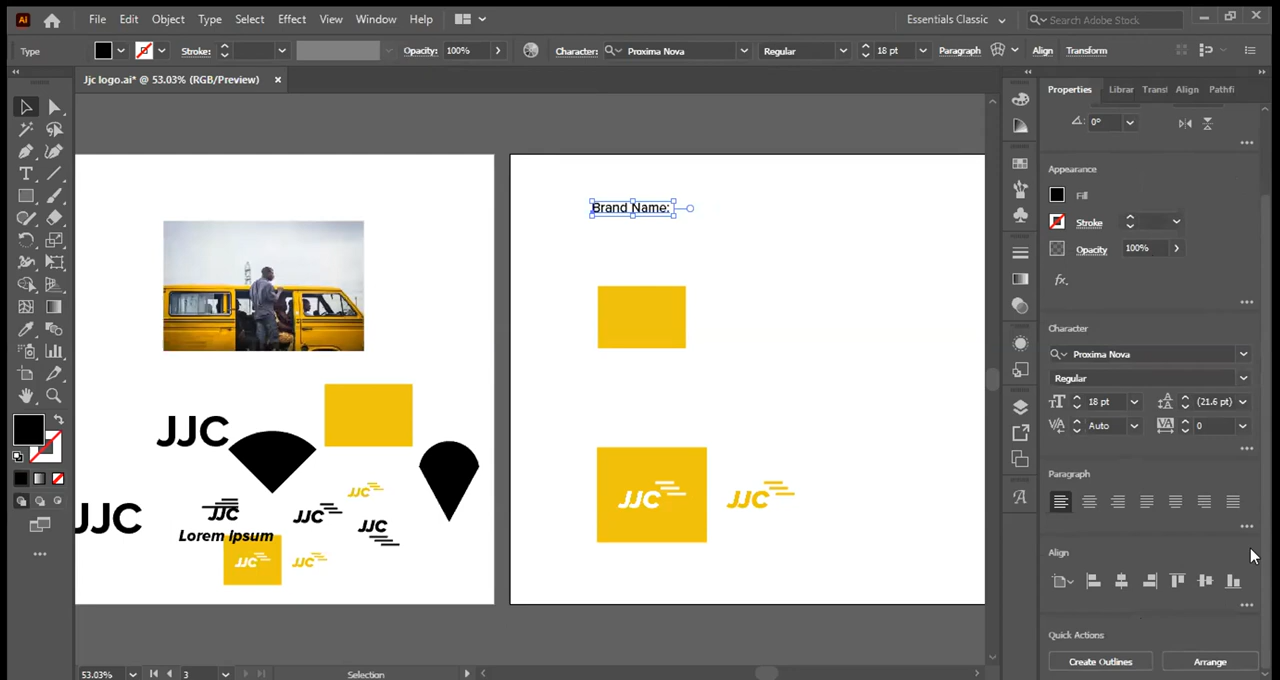 Ai File Edit Object Type Select Effect View Window Help Essentials Classic Search Adobe Stock
Type Stroke: Opacity: 100% Character: Proxima Nova Regular 18 pt Paragraph Align Transform
Jjc logo.ai* @ 53.03% (RGB/Preview)
Properties Librar Transl Align Pathfi
0°
Appearance
Fill
Stroke
Opacity 100%
fx
Character
Proxima Nova
Regular
18 pt (21.6 pt)
Auto 0
Paragraph
Align
Quick Actions
Create Outlines Arrange
JJC
JJC
JJC
JJC
JJC
JJC
Lorem Ipsum
JJC
JJC
Brand Name:
JJC
JJC
53.03% 3 Selection